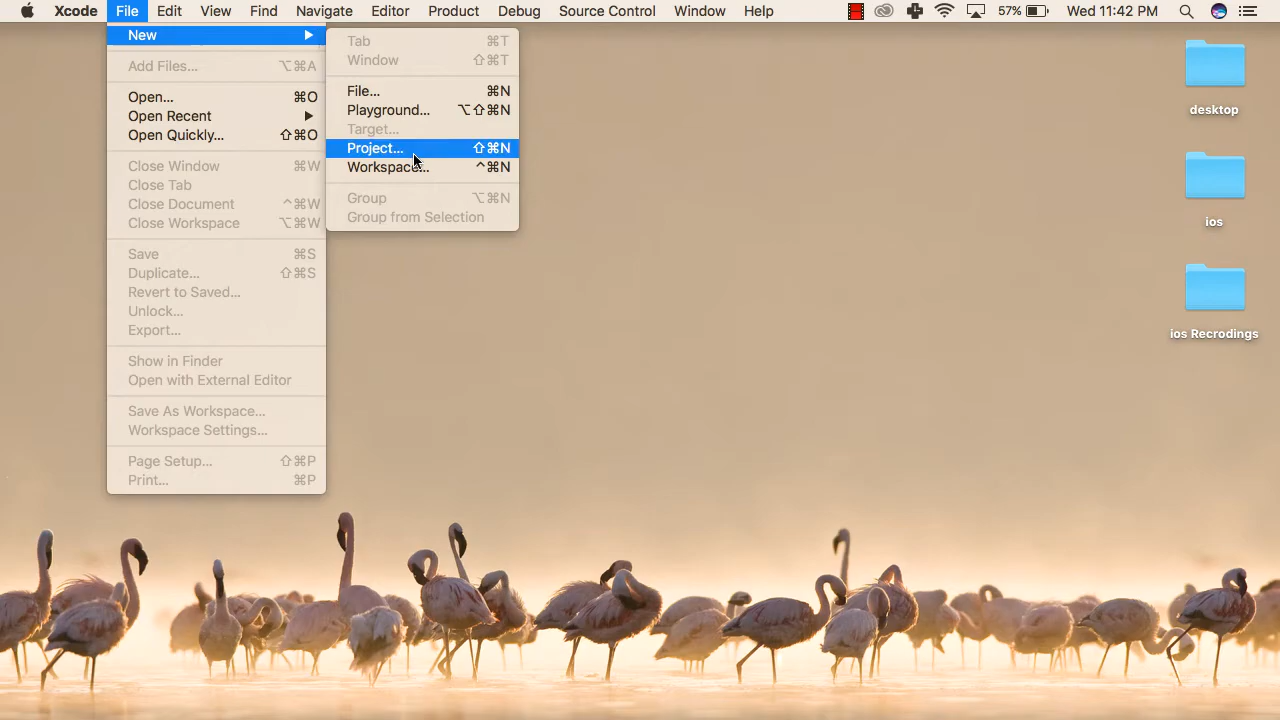 Xcode File Edit View Find Navigate Editor Product Debug Source Control Window Help 57% Wed 11:42 PM
New
Add Files... ⌥⌘A
Open... ⌘O
Open Recent
Open Quickly... ⇧⌘O
Close Window ⌘W
Close Tab
Close Document ^⌘W
Close Workspace ⌥⌘W
Save ⌘S
Duplicate... ⇧⌘S
Revert to Saved...
Unlock...
Export...
Show in Finder
Open with External Editor
Save As Workspace...
Workspace Settings...
Page Setup... ⇧⌘P
Print... ⌘P
Tab ⌘T
Window ⇧⌘T
File... ⌘N
Playground... ⌥⇧⌘N
Target...
Project... ⇧⌘N
Workspace... ^⌘N
Group ⌥⌘N
Group from Selection
desktop
ios
ios Recrodings